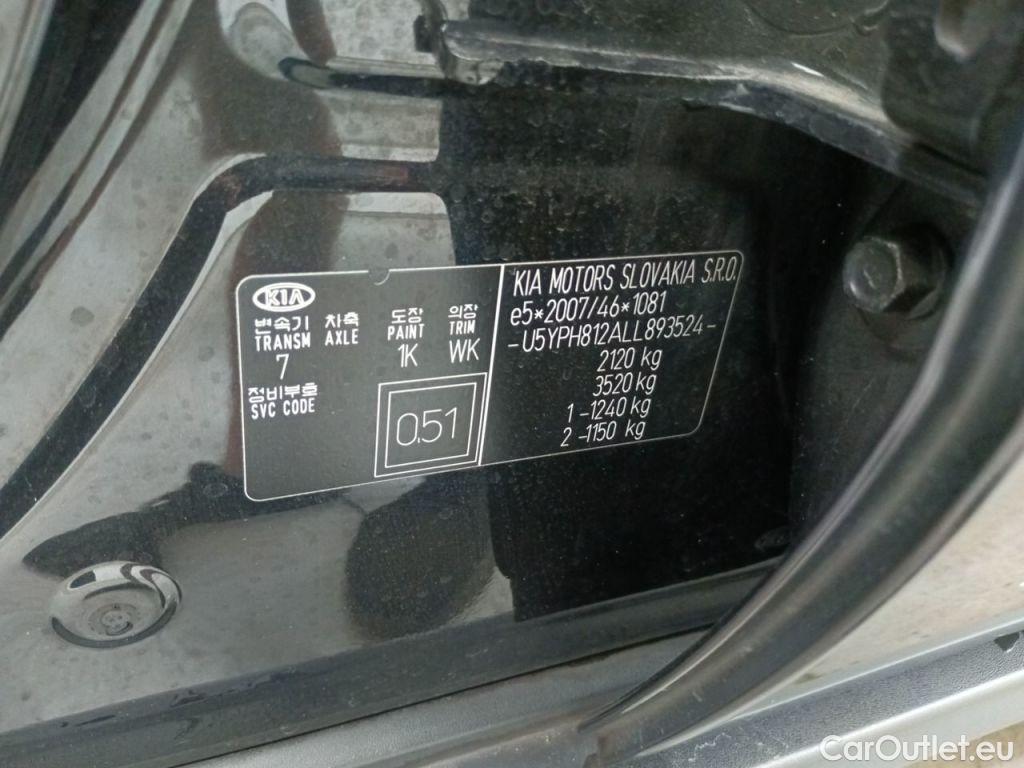 KIA
변속기 차축 도장 의장
TRANSM AXLE PAINT TRIM
7 1K WK
정비부호
SVC CODE
0.51
KIA MOTORS SLOVAKIA S.R.O.
e5*2007/46*1081
-U5YPH812ALL893524-
2120 kg
3520 kg
1 -1240 kg
2 -1150 kg
CarOutlet.eu